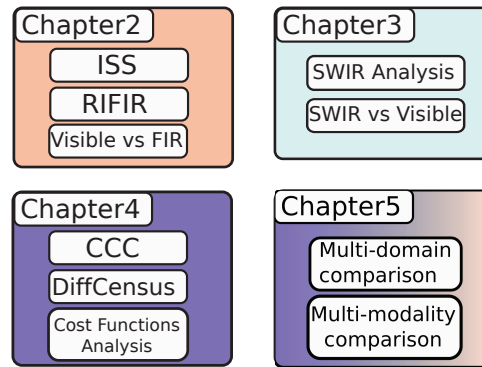 Chapter2
ISS
RIFIR
Visible vs FIR
Chapter3
SWIR Analysis
SWIR vs Visible
Chapter4
CCC
DiffCensus
Cost Functions
Analysis
Chapter5
Multi-domain
comparison
Multi-modality
comparison